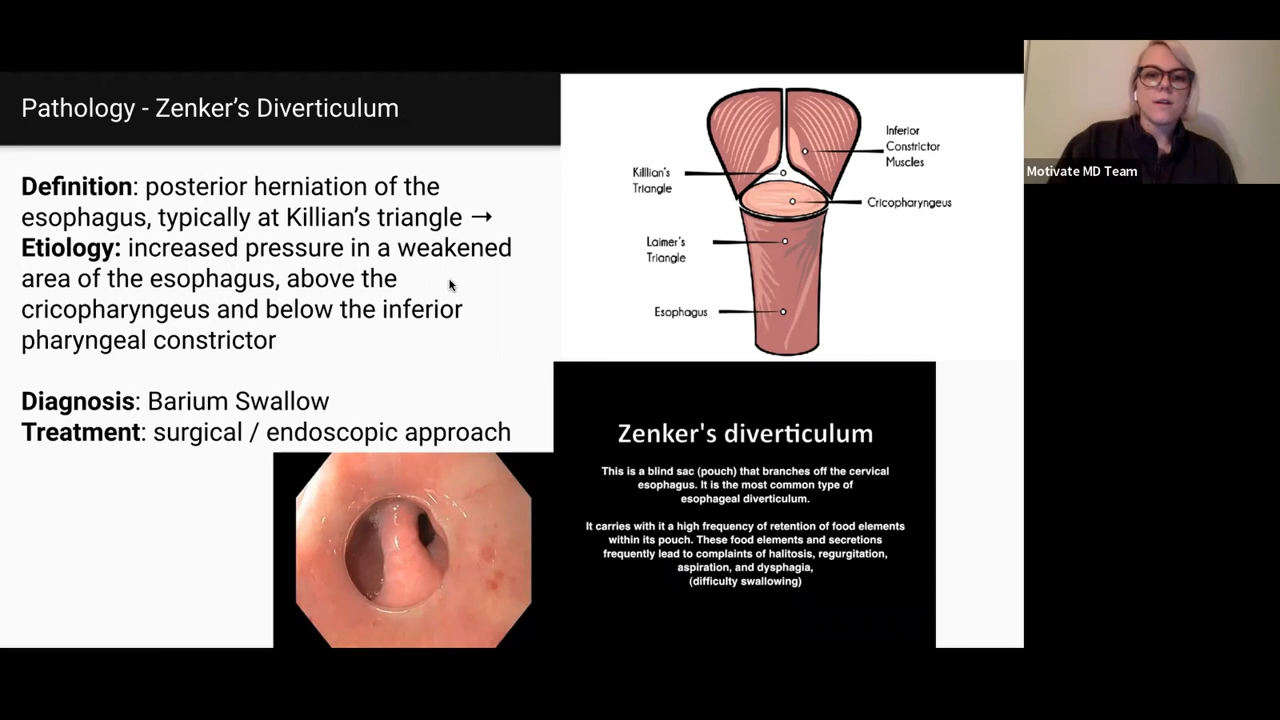 Pathology - Zenker's Diverticulum
Definition: posterior herniation of the
esophagus, typically at Killian's triangle →
Etiology: increased pressure in a weakened
area of the esophagus, above the
cricopharyngeus and below the inferior
pharyngeal constrictor
Diagnosis: Barium Swallow
Treatment: surgical / endoscopic approach
Killlian's
Triangle
Inferior
Constrictor
Muscles
Cricopharyngeus
Laimer's
Triangle
Esophagus
Zenker's diverticulum
This is a blind sac (pouch) that branches off the cervical
esophagus. It is the most common type of
esophageal diverticulum.
It carries with it a high frequency of retention of food elements
within its pouch. These food elements and secretions
frequently lead to complaints of halitosis, regurgitation,
aspiration, and dysphagia,
(difficulty swallowing)
Motivate MD Team